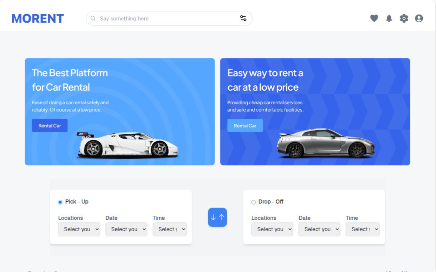 MORENT
Say something here
The Best Platform
for Car Rental
Ease of doing a car rental safely and
reliably. Of course at a low price.
Rental Car
Easy way to rent a
car at a low price
Providing cheap car rental services
and safe and comfortable facilities.
Rental Car
Pick - Up
Locations
Date
Time
Select you
Select you
Select y
Drop - Off
Locations
Date
Time
Select you
Select you
Select